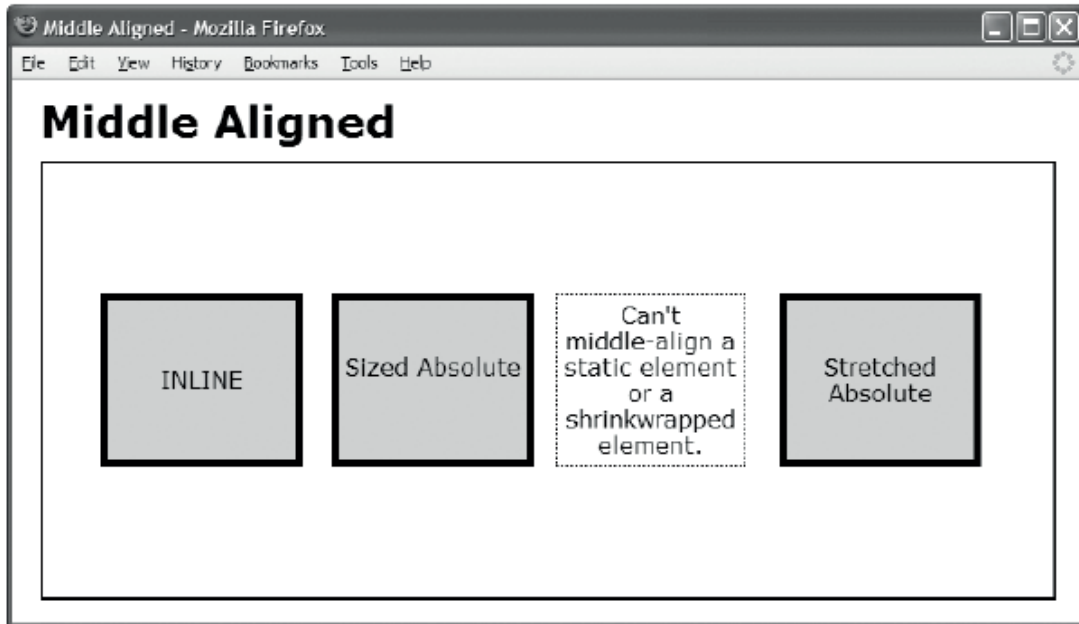 Middle Aligned - Mozilla Firefox
File Edit View History Bookmarks Tools Help
Middle Aligned
INLINE
Sized Absolute
Can't
middle-align a
static element
or a
shrinkwrapped
element.
Stretched
Absolute